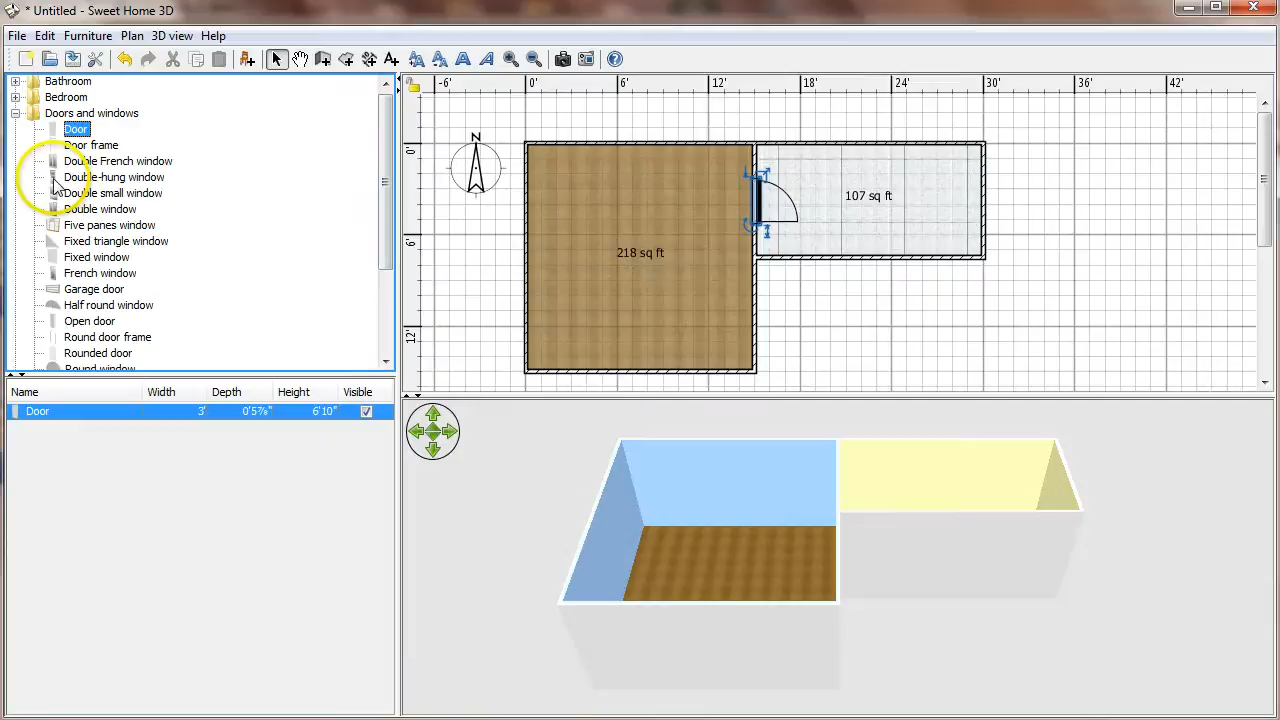 * Untitled - Sweet Home 3D
File Edit Furniture Plan 3D view Help
Bathroom
Bedroom
Doors and windows
Door
Door frame
Double French window
Double-hung window
Double small window
Double window
Five panes window
Fixed triangle window
Fixed window
French window
Garage door
Half round window
Open door
Round door frame
Rounded door
Round window
-6' 0' 6' 12' 18' 24' 30' 36' 42'
0'
6'
12'
N
107 sq ft
218 sq ft
Name Width Depth Height Visible
Door 3' 0'5⅞" 6'10"